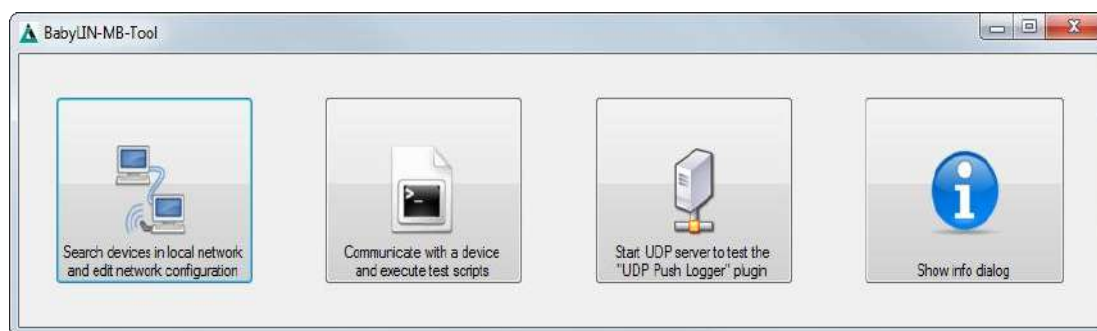 BabyLIN-MB-Tool
Search devices in local network
and edit network configuration
Communicate with a device
and execute test scripts
Start UDP server to test the
"UDP Push Logger" plugin
Show info dialog